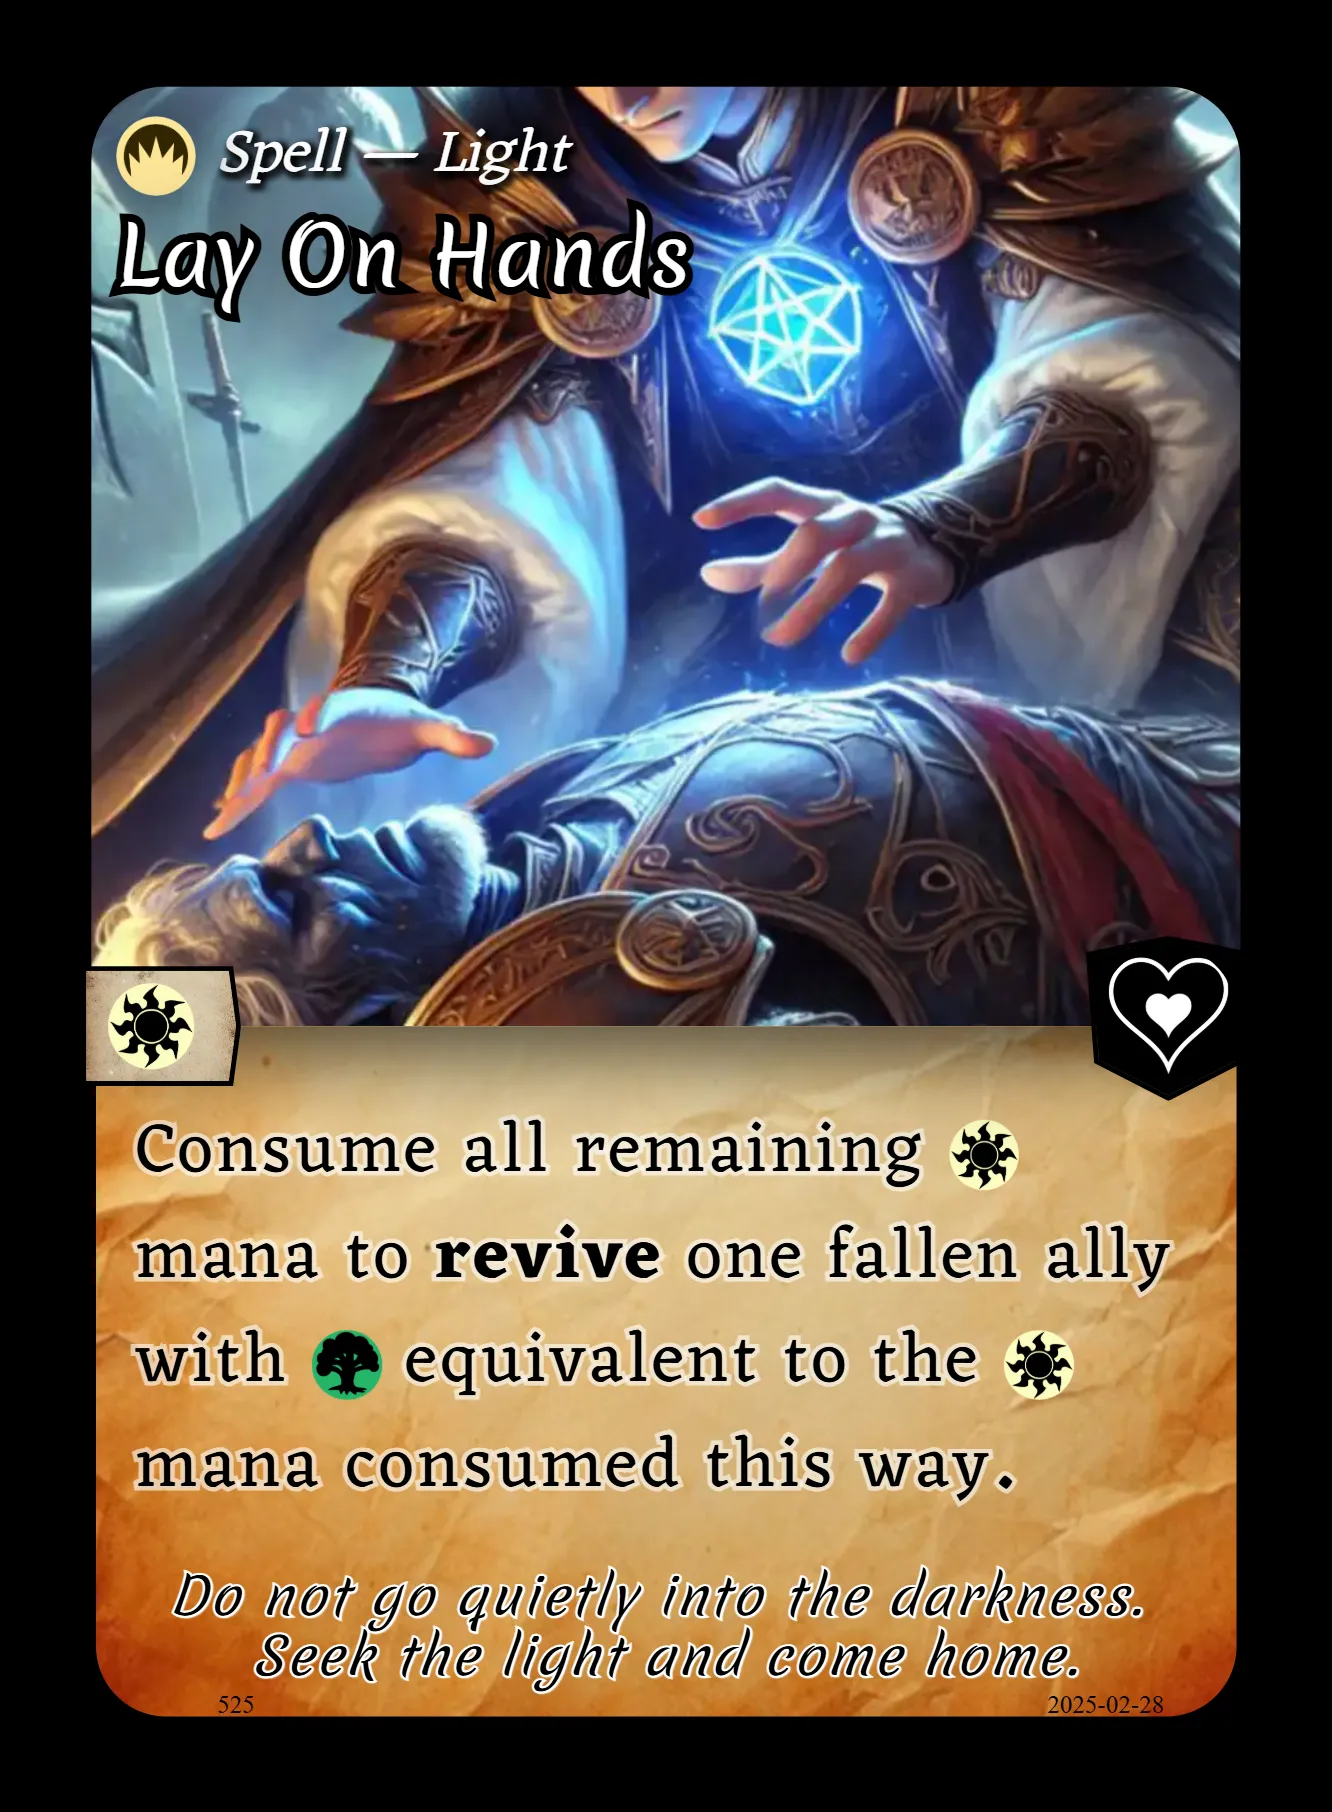 Spell — Light
Lay On Hands
Consume all remaining
mana to revive one fallen ally
with equivalent to the
mana consumed this way.
Do not go quietly into the darkness.
Seek the light and come home.
525
2025-02-28